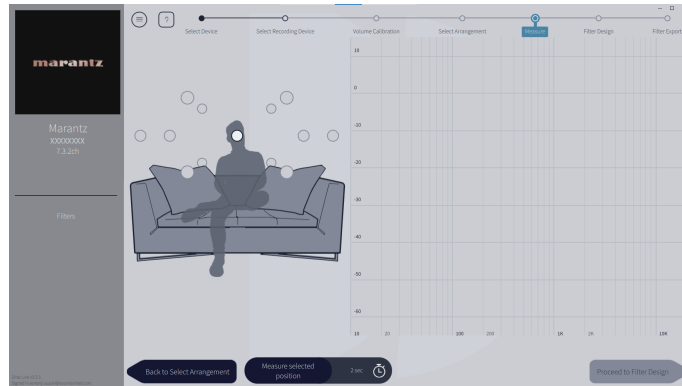 marantz
Marantz
XXXXXXXX
7.3.2ch
Filters
?
Select Device
Select Recording Device
Volume Calibration
Select Arrangement
Measure
Filter Design
Filter Export
10
0
-10
-20
-30
-40
-50
-60
10 20 100 200 1K 2K 10K
Back to Select Arrangement
Measure selected
position
2 sec
Proceed to Filter Design